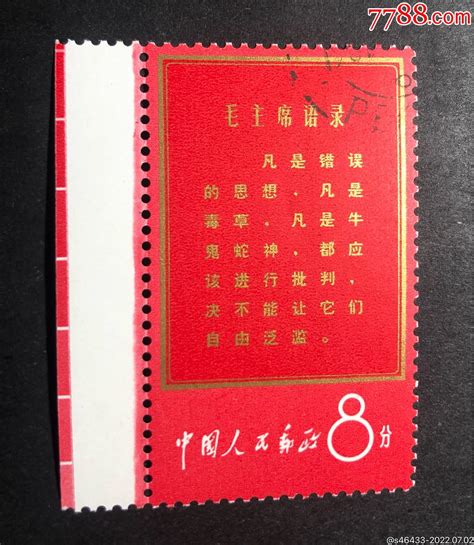 7788.com
毛主席语录
凡是错误
的思想，凡是
毒草，凡是牛
鬼蛇神，都应
该进行批判，
决不能让它们
自由泛滥。
中国人民邮政 8分
@s46433-2022.07.02